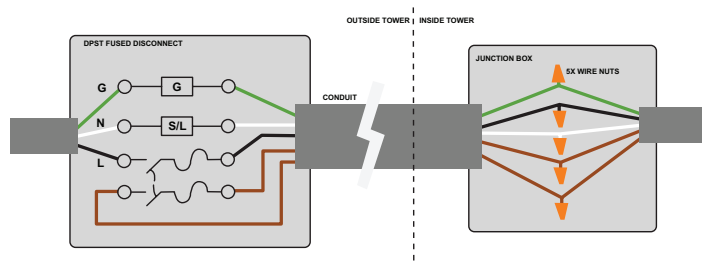 OUTSIDE TOWER
INSIDE TOWER
DPST FUSED DISCONNECT
JUNCTION BOX
5X WIRE NUTS
G
G
CONDUIT
N
S/L
L